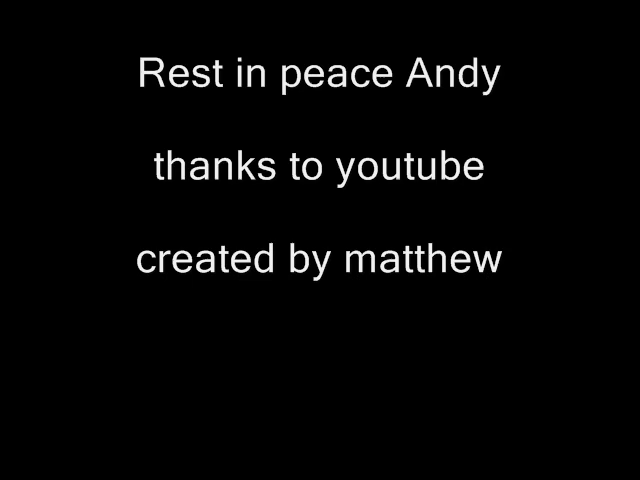 Rest in peace Andy
thanks to youtube
created by matthew